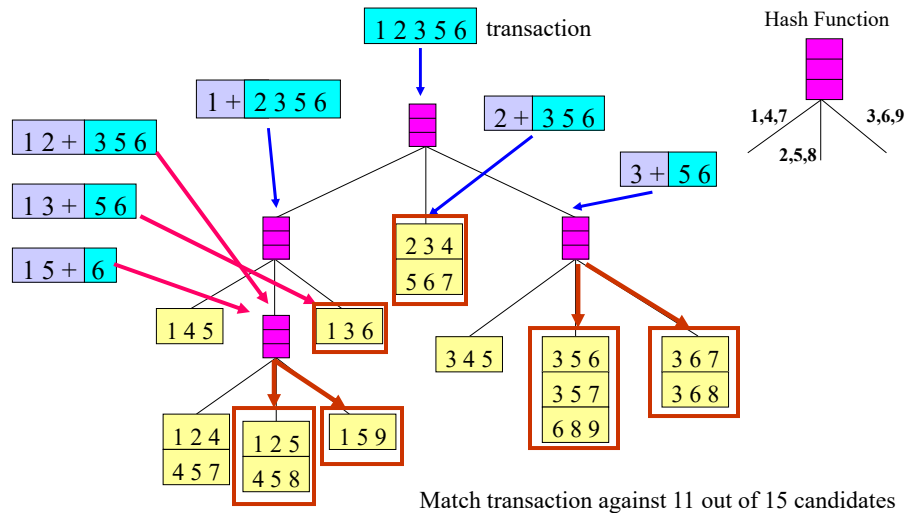 1 2 3 5 6 transaction
Hash Function
1,4,7
2,5,8
3,6,9
1 + 2 3 5 6
2 + 3 5 6
3 + 5 6
1 2 + 3 5 6
1 3 + 5 6
1 5 + 6
2 3 4
5 6 7
1 4 5
1 3 6
3 4 5
3 5 6
3 5 7
6 8 9
3 6 7
3 6 8
1 2 4
4 5 7
1 2 5
4 5 8
1 5 9
Match transaction against 11 out of 15 candidates